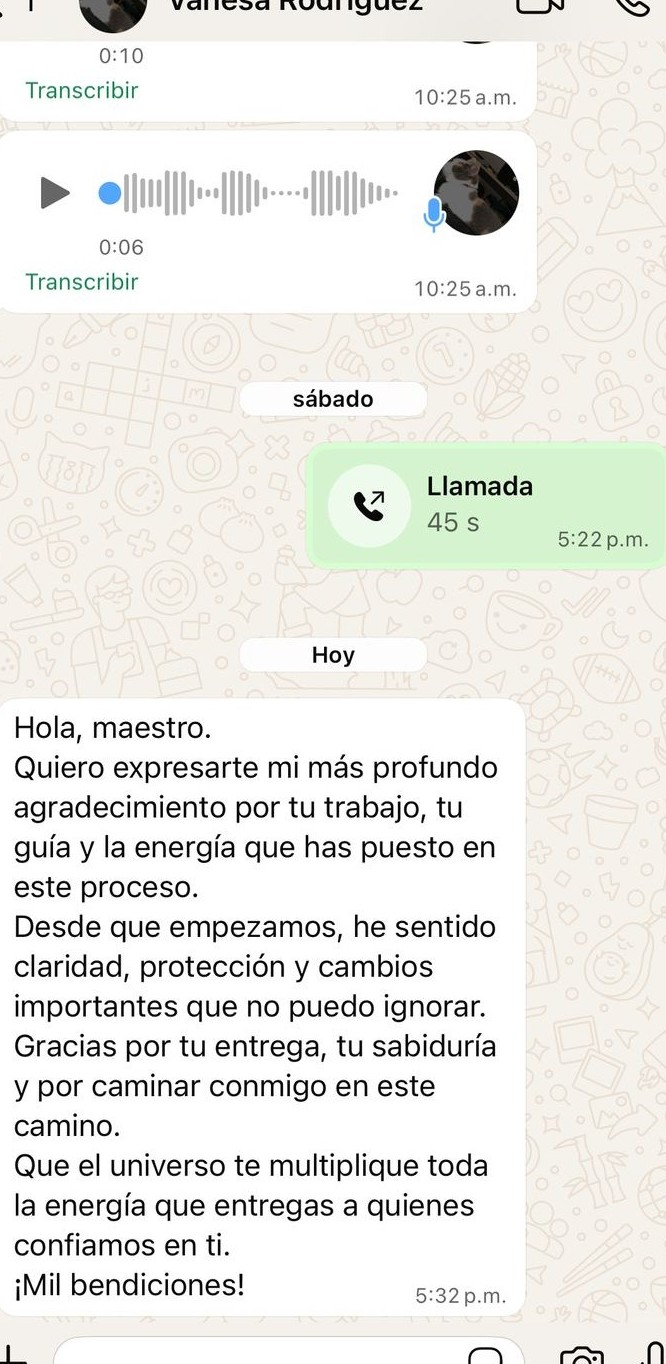 Vanesa Rodríguez
0:10
Transcribir
10:25 a.m.
0:06
Transcribir
10:25 a.m.
sábado
Llamada
45 s
5:22 p.m.
Hoy
Hola, maestro.
Quiero expresarte mi más profundo
agradecimiento por tu trabajo, tu
guía y la energía que has puesto en
este proceso.
Desde que empezamos, he sentido
claridad, protección y cambios
importantes que no puedo ignorar.
Gracias por tu entrega, tu sabiduría
y por caminar conmigo en este
camino.
Que el universo te multiplique toda
la energía que entregas a quienes
confiamos en ti.
¡Mil bendiciones!
5:32 p.m.